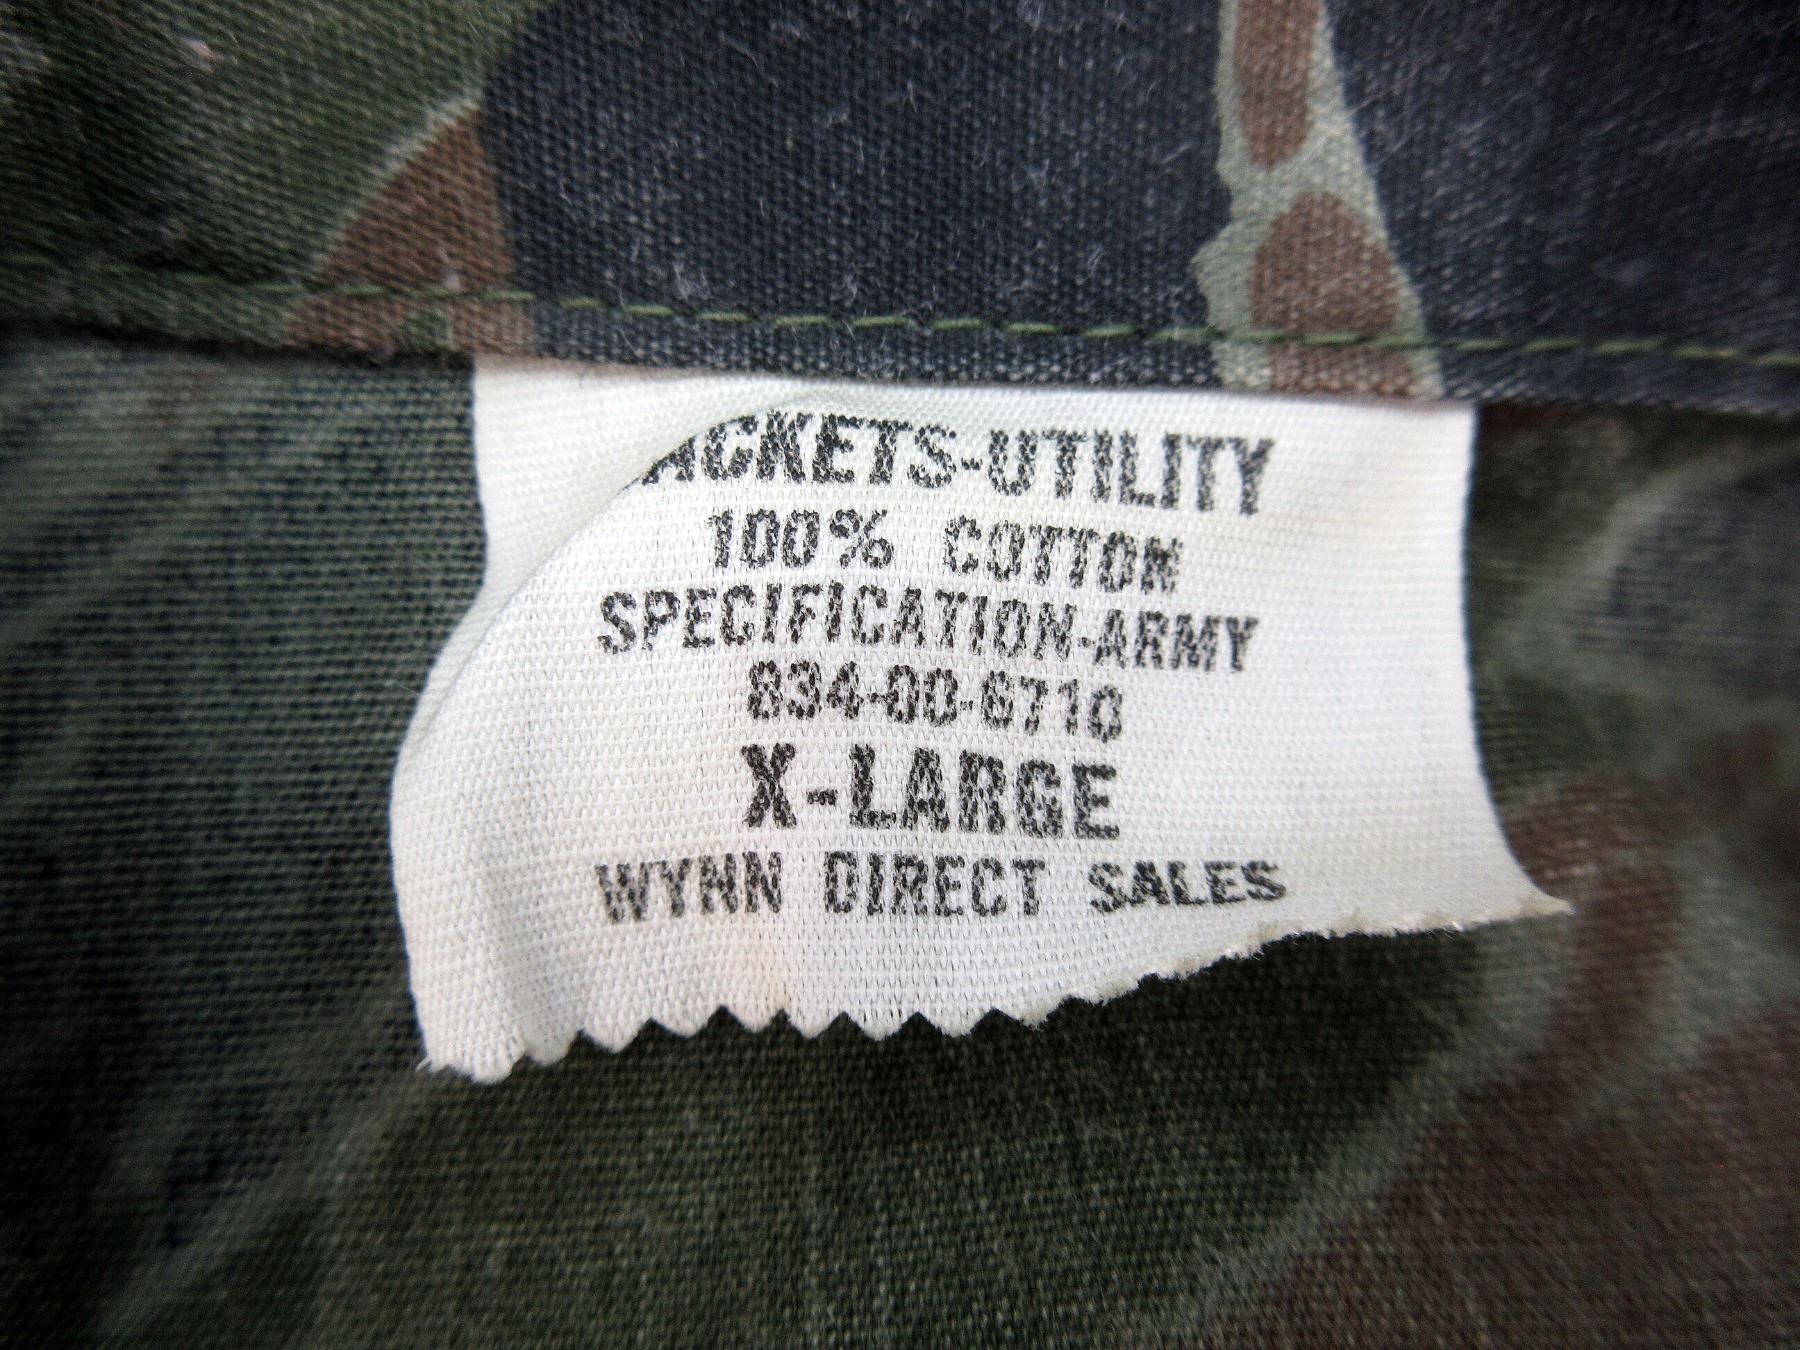 ACKETS-UTILITY
100% COTTON
SPECIFICATION-ARMY
834-00-6710
X-LARGE
WYNN DIRECT SALES